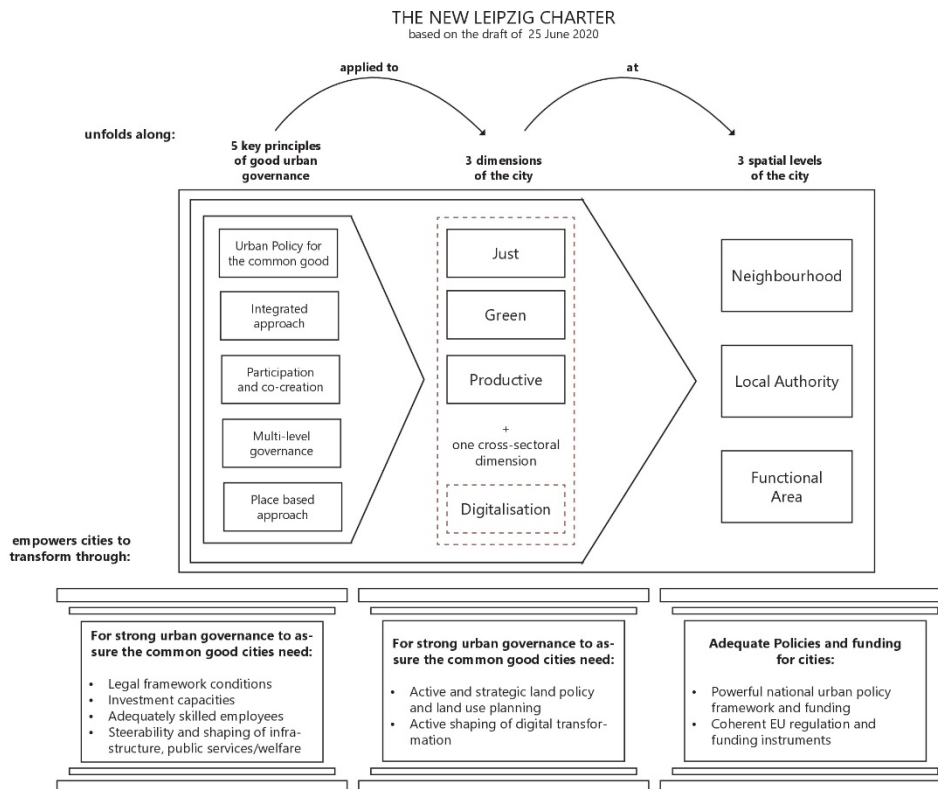 THE NEW LEIPZIG CHARTER
based on the draft of 25 June 2020
applied to
at
unfolds along:
5 key principles
of good urban
governance
3 dimensions
of the city
3 spatial levels
of the city
Urban Policy for
the common good
Integrated
approach
Participation
and co-creation
Multi-level
governance
Place based
approach
Just
Green
Productive
+
one cross-sectoral
dimension
Digitalisation
Neighbourhood
Local Authority
Functional
Area
empowers cities to
transform through:
For strong urban governance to as-
sure the common good cities need:
• Legal framework conditions
• Investment capacities
• Adequately skilled employees
• Steerability and shaping of infra-
structure, public services/welfare
For strong urban governance to as-
sure the common good cities need:
• Active and strategic land policy
and land use planning
• Active shaping of digital transfor-
mation
Adequate Policies and funding
for cities:
• Powerful national urban policy
framework and funding
• Coherent EU regulation and
funding instruments